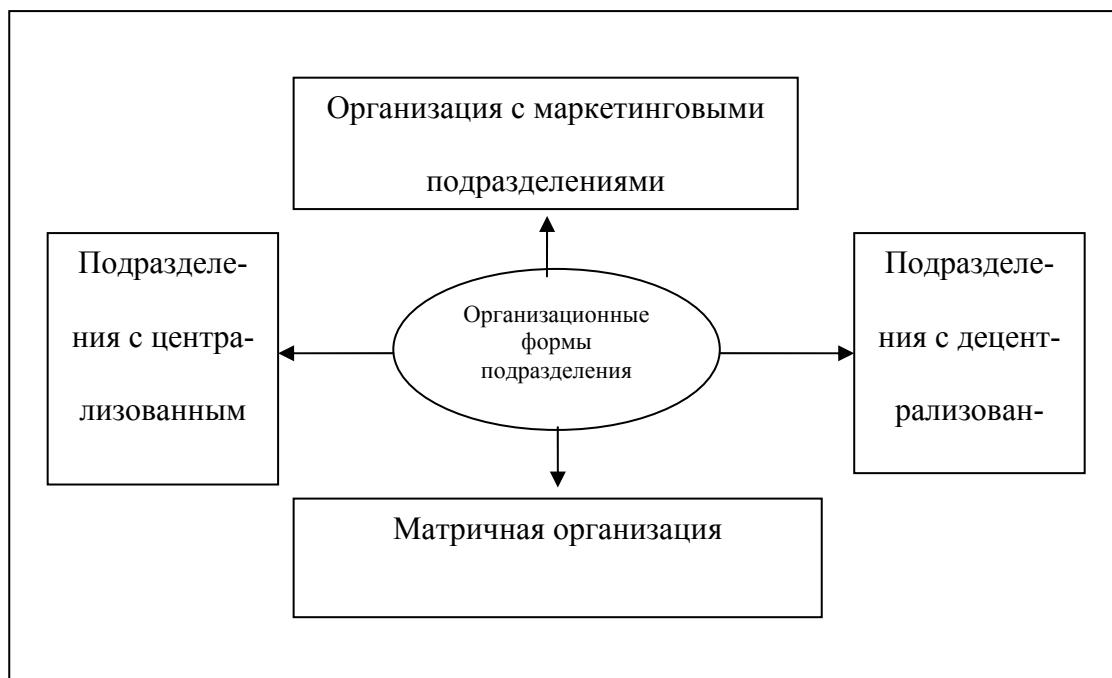 Организация с маркетинговыми
подразделениями
Подразделе-
ния с центра-
лизованным
Организационные
формы
подразделения
Подразделе-
ния с децент-
рализован-
Матричная организация